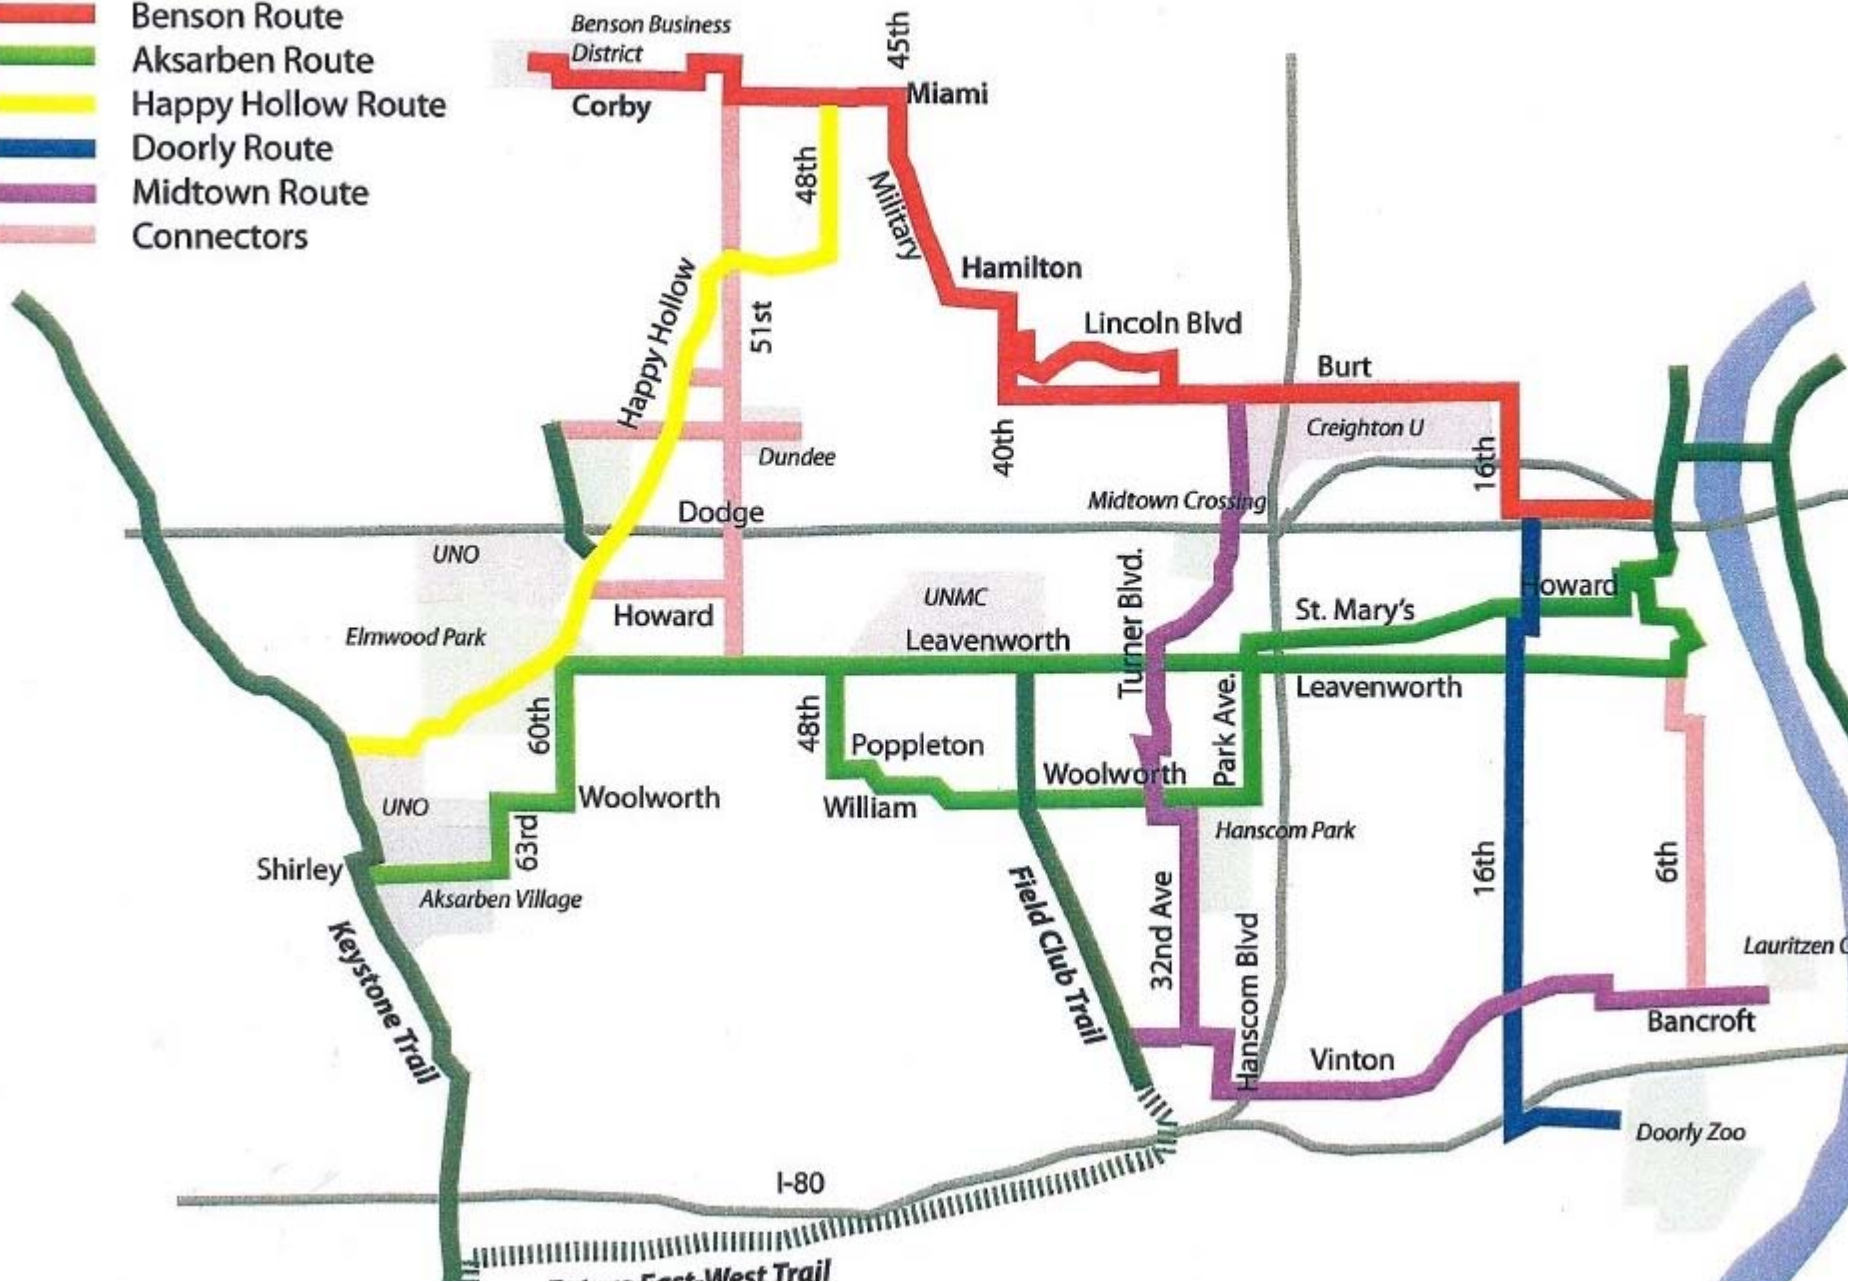 Benson Route
Aksarben Route
Happy Hollow Route
Doorly Route
Midtown Route
Connectors
Benson Business
District
Corby
45th
Miami
48th
Military
Hamilton
Happy Hollow
51st
Lincoln Blvd
Burt
Creighton U
40th
16th
Dundee
Midtown Crossing
Dodge
UNO
Howard
UNMC
Howard
St. Mary's
Turner Blvd.
Elmwood Park
Leavenworth
Leavenworth
60th
48th
Park Ave.
Poppleton
Woolworth
Woolworth
William
UNO
63rd
Hanscom Park
Shirley
Aksarben Village
16th
6th
Field Club Trail
32nd Ave
Hanscom Blvd
Lauritzen
Keystone Trail
Bancroft
Vinton
Doorly Zoo
I-80
East-West Trail